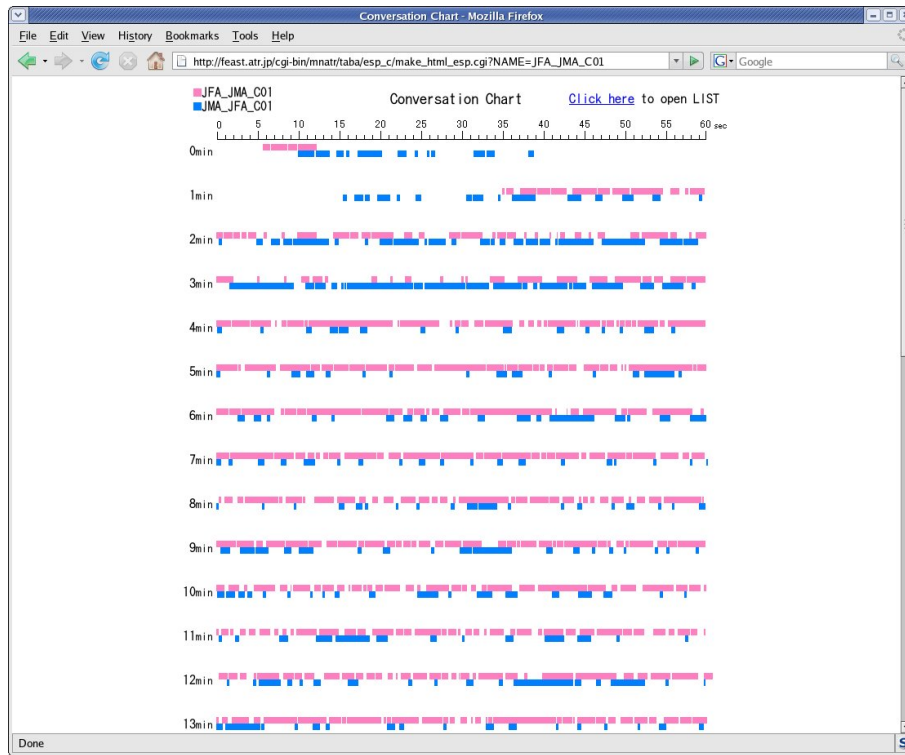 Conversation Chart - Mozilla Firefox
File Edit View History Bookmarks Tools Help
http://feast.atr.jp/cgi-bin/mnatr/taba/esp_c/make_html_esp.cgi?NAME=JFA_JMA_C01
G Google
JFA_JMA_C01
JMA_JFA_C01
Conversation Chart
Click here to open LIST
0 5 10 15 20 25 30 35 40 45 50 55 60 sec
0min
1min
2min
3min
4min
5min
6min
7min
8min
9min
10min
11min
12min
13min
Done